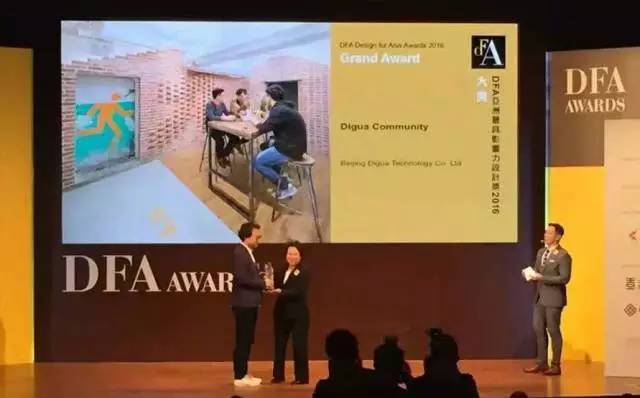 DFA Design for Asia Awards 2016
Grand Award
Digua Community
Beijing Digua Technology Co. Ltd
dFA
大獎
DFA亞洲最具影響力設計獎2016
DFA
AWARDS
DFA AWARDS